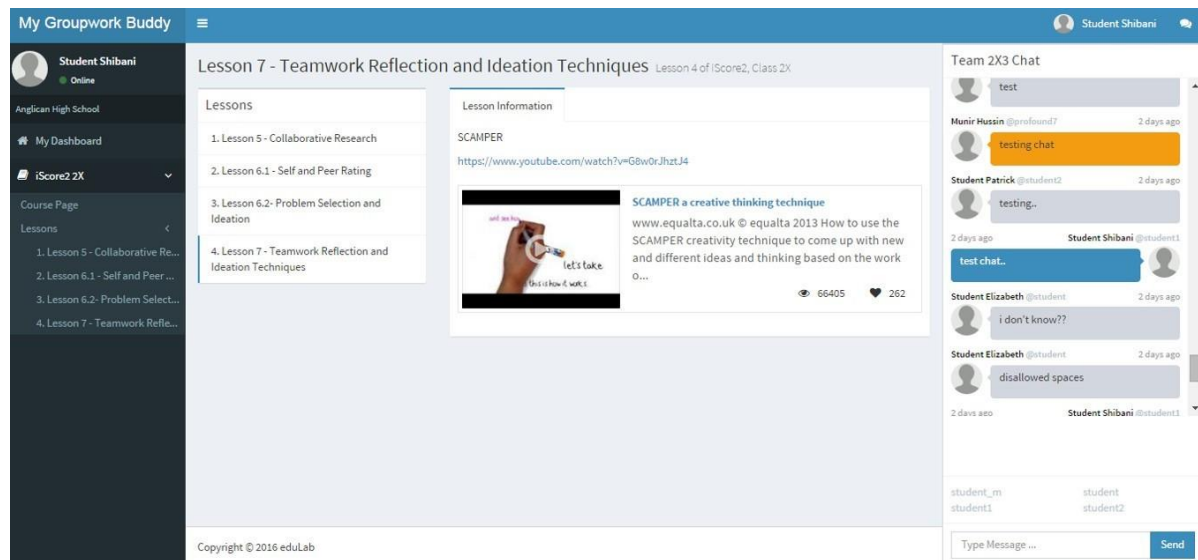 My Groupwork Buddy
Student Shibani
Student Shibani
Online
Anglican High School
My Dashboard
iScore2 2X
Course Page
Lessons
1. Lesson 5 - Collaborative Re...
2. Lesson 6.1 - Self and Peer ...
3. Lesson 6.2- Problem Select...
4. Lesson 7 - Teamwork Refle...
Lesson 7 - Teamwork Reflection and Ideation Techniques Lesson 4 of iScore2, Class 2X
Lessons
1. Lesson 5 - Collaborative Research
2. Lesson 6.1 - Self and Peer Rating
3. Lesson 6.2- Problem Selection and
Ideation
4. Lesson 7 - Teamwork Reflection and
Ideation Techniques
Lesson Information
SCAMPER
https://www.youtube.com/watch?v=G8w0rJhztJ4
let's take
this is how it works.
SCAMPER a creative thinking technique
www.equalta.co.uk © equalta 2013 How to use the
SCAMPER creativity technique to come up with new
and different ideas and thinking based on the work
o...
66405 262
Team 2X3 Chat
test
Munir Hussin @profound7 2 days ago
testing chat
Student Patrick @student2 2 days ago
testing..
2 days ago Student Shibani @student1
test chat..
Student Elizabeth @student 2 days ago
i don't know??
Student Elizabeth @student 2 days ago
disallowed spaces
2 days ago Student Shibani @student1
student_m student
student1 student2
Type Message ... Send
Copyright © 2016 eduLab